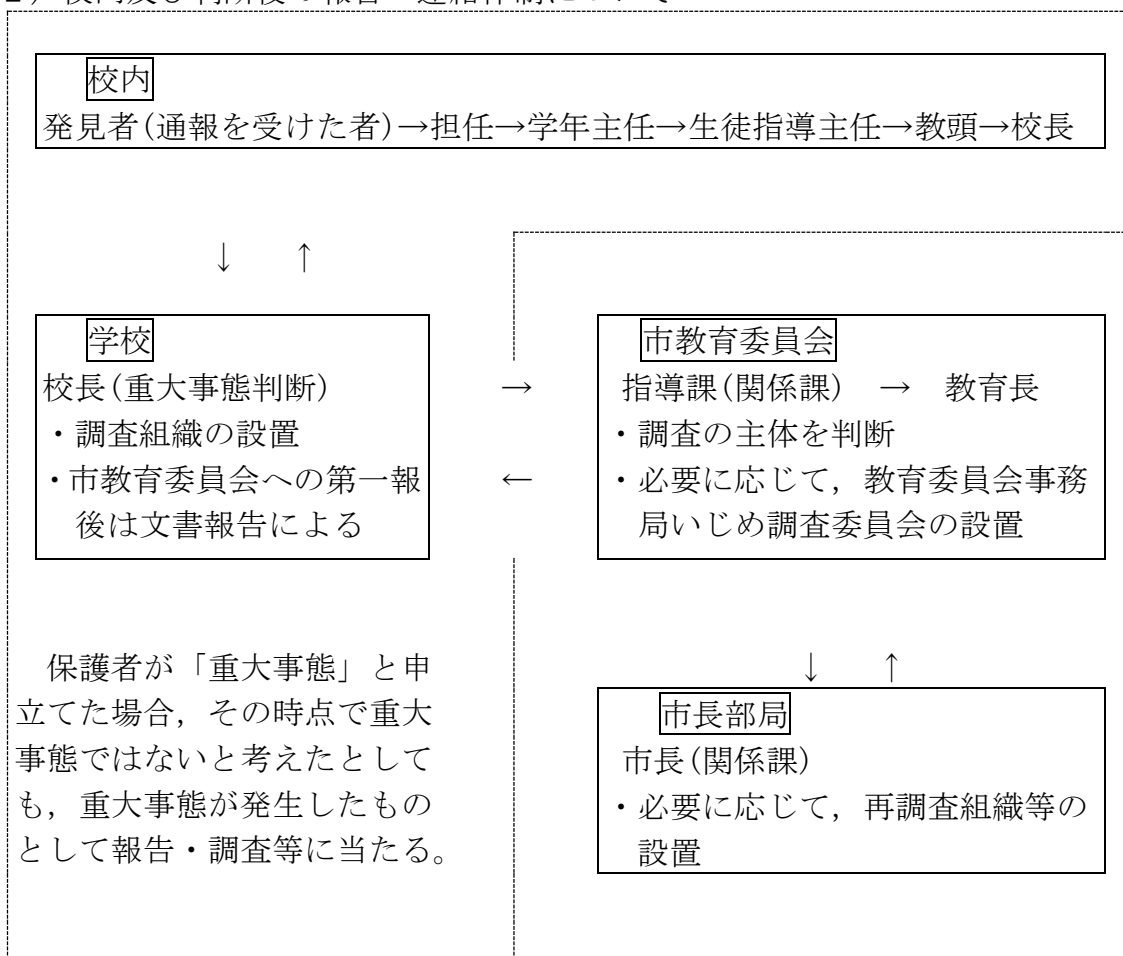 校内
発見者(通報を受けた者)→担任→学年主任→生徒指導主任→教頭→校長
↓ ↑
学校
校長(重大事態判断)
・調査組織の設置
・市教育委員会への第一報
後は文書報告による
→
←
市教育委員会
指導課(関係課) → 教育長
・調査の主体を判断
・必要に応じて，教育委員会事務
局いじめ調査委員会の設置
保護者が「重大事態」と申
立てた場合，その時点で重大
事態ではないと考えたとして
も，重大事態が発生したもの
として報告・調査等に当たる。
↓ ↑
市長部局
市長(関係課)
・必要に応じて，再調査組織等の
設置